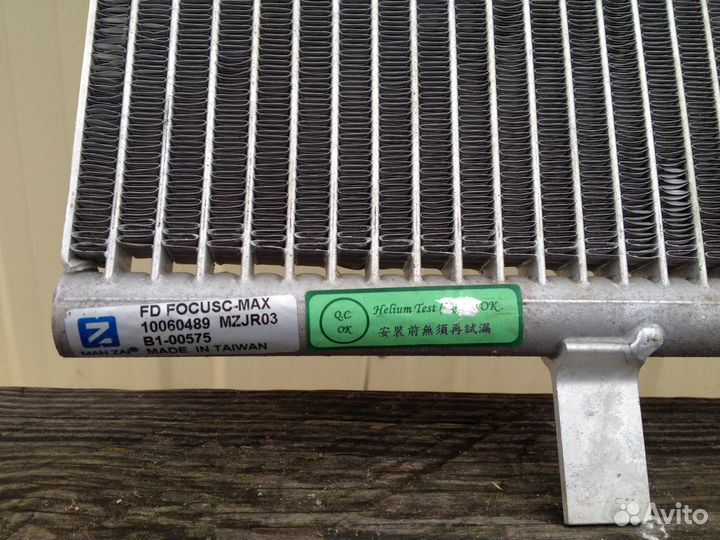 FD FOCUSC-MAX
10060489 MZJR03
B1-00575
MAN ZAI®
MADE IN TAIWAN
Q.C.
OK
Helium Test OK.
安裝前無須再試漏
Avito